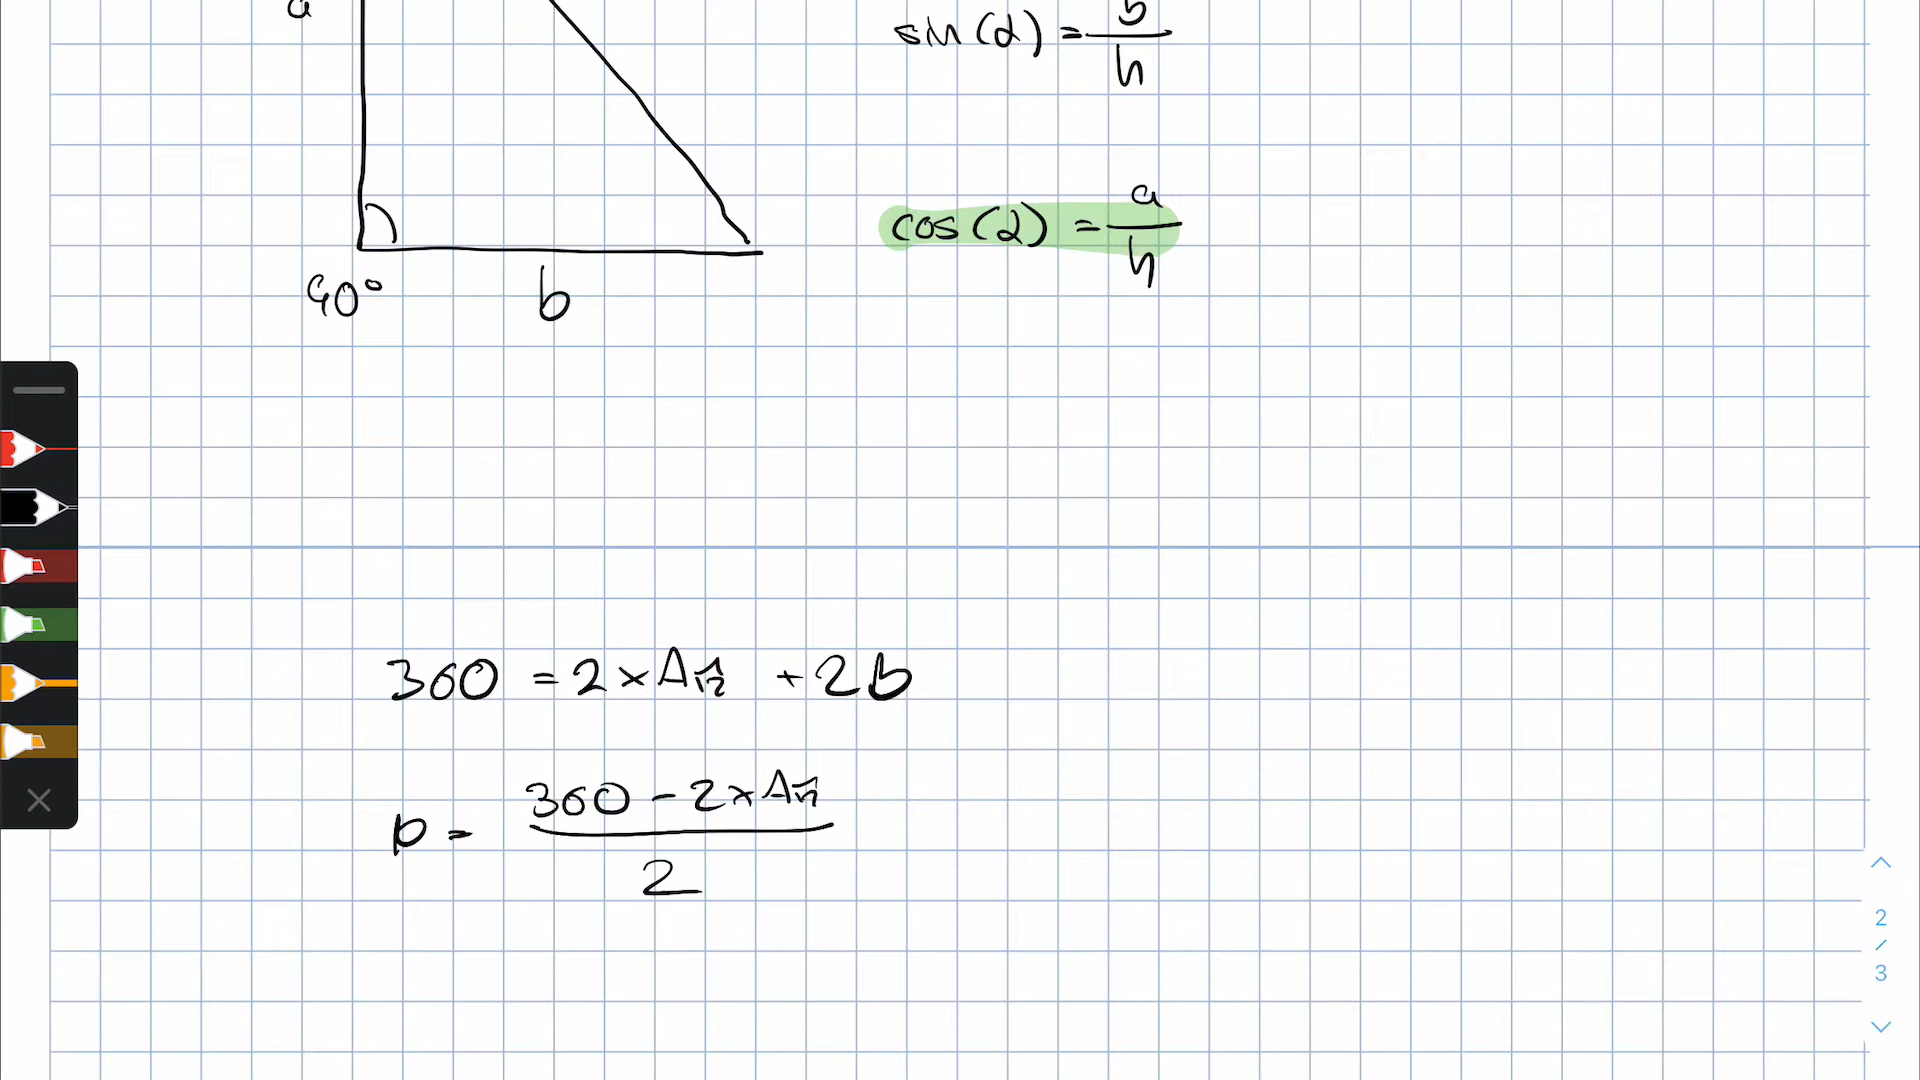 a
sin(α) = b/h
cos(α) = a/h
90°
b
360 = 2 × + 2b
b = 360 - 2 × / 2
2
/
3